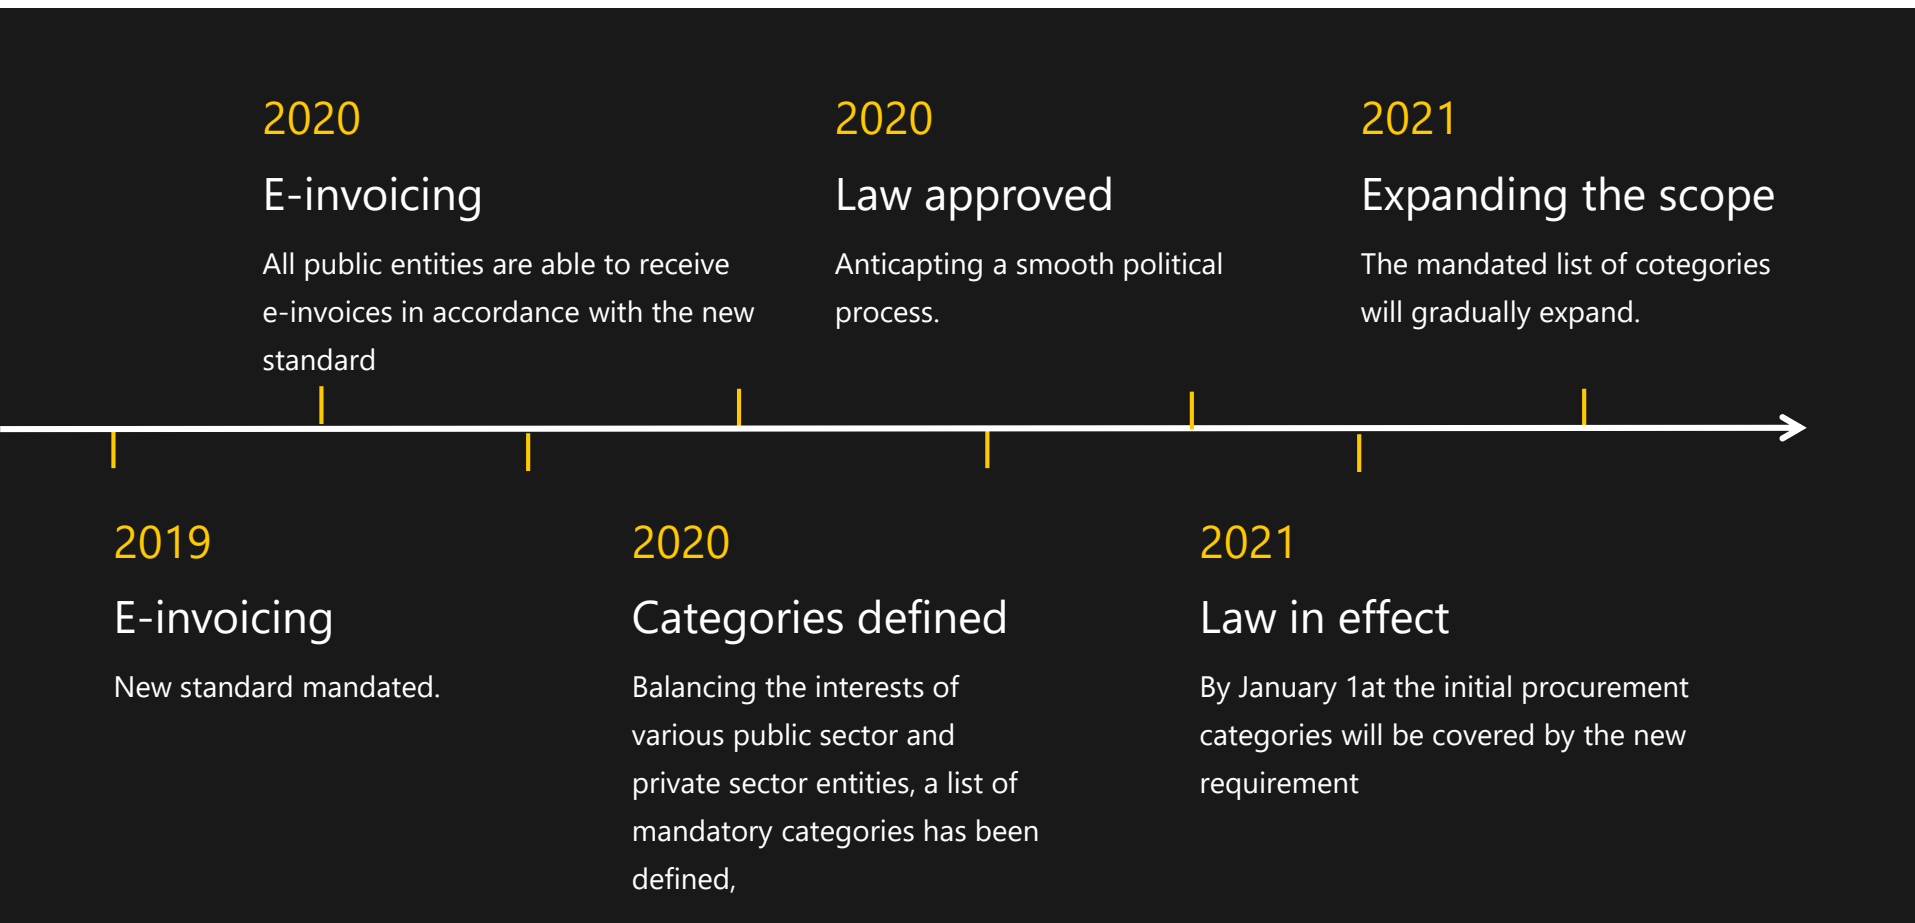 2020
E-invoicing
All public entities are able to receive
e-invoices in accordance with the new
standard
2020
Law approved
Anticapting a smooth political
process.
2021
Expanding the scope
The mandated list of cotegories
will gradually expand.
2019
E-invoicing
New standard mandated.
2020
Categories defined
Balancing the interests of
various public sector and
private sector entities, a list of
mandatory categories has been
defined,
2021
Law in effect
By January 1at the initial procurement
categories will be covered by the new
requirement